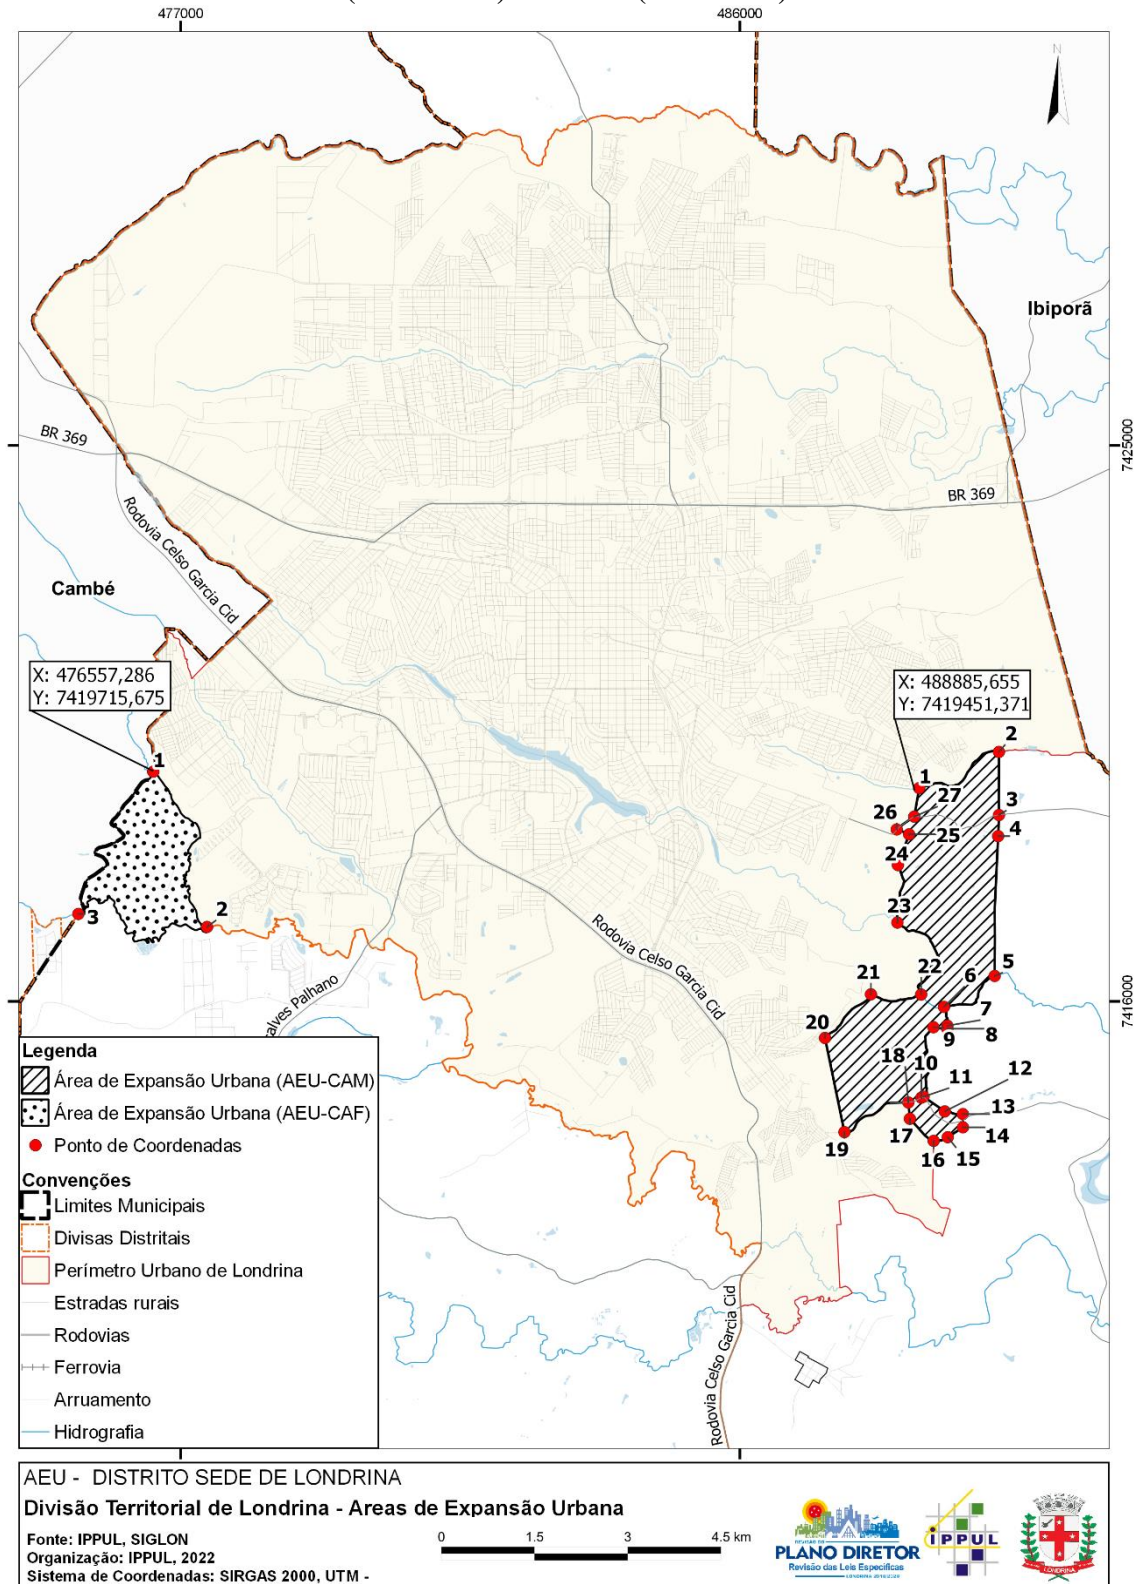 477000
486000
N
Ibiporã
7425000
BR 369
BR 369
Rodovia Celso Garcia Cid
Cambé
X: 476557,286
Y: 7419715,675
X: 488885,655
Y: 7419451,371
1
2
3
1
2
3
4
5
6
7
8
9
10
11
12
13
14
15
16
17
18
19
20
21
22
23
24
25
26
27
Rodovia Celso Garcia Cid
7416000
alves Palhano
Rodovia Celso Garcia Cid
Legenda
Área de Expansão Urbana (AEU-CAM)
Área de Expansão Urbana (AEU-CAF)
Ponto de Coordenadas
Convenções
Limites Municipais
Divisas Distritais
Perímetro Urbano de Londrina
Estradas rurais
Rodovias
Ferrovia
Arruamento
Hidrografia
AEU - DISTRITO SEDE DE LONDRINA
Divisão Territorial de Londrina - Areas de Expansão Urbana
Fonte: IPPUL, SIGLON
Organização: IPPUL, 2022
Sistema de Coordenadas: SIRGAS 2000, UTM -
0 1.5 3 4.5 km
PLANO DIRETOR
Revisão das Leis Específicas
IPPUL
LONDRINA